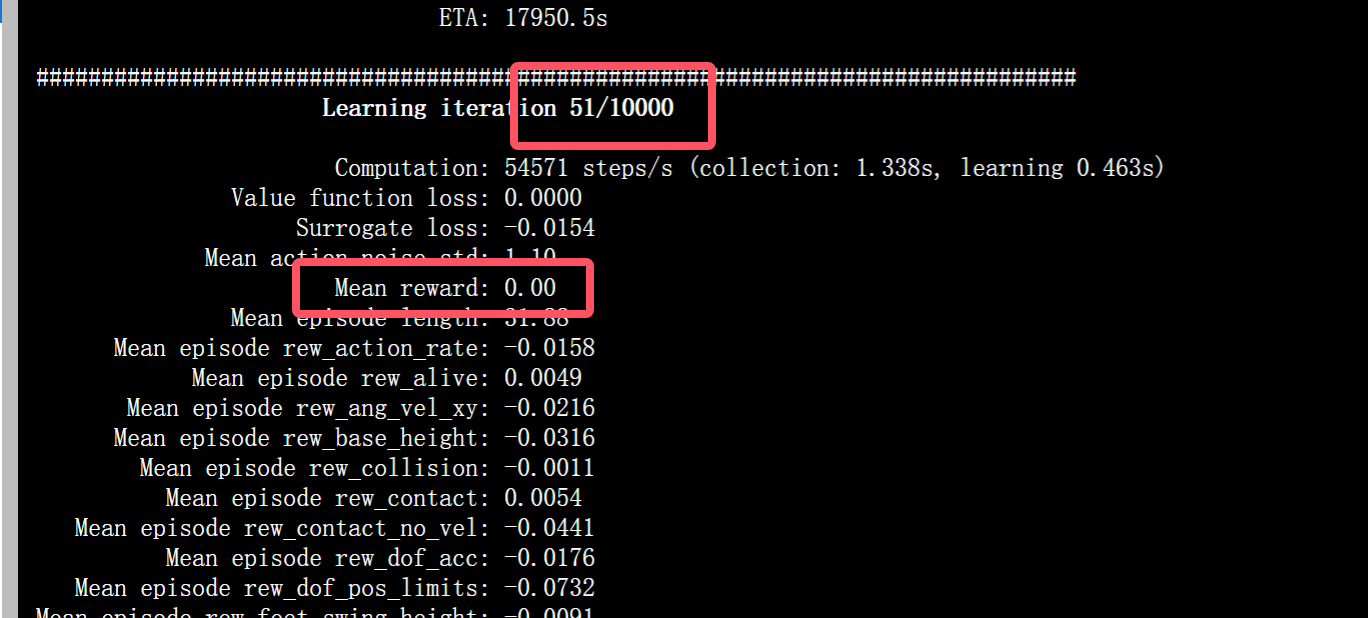 ETA: 17950.5s
################################################################################
Learning iteration 51/10000
Computation: 54571 steps/s (collection: 1.338s, learning 0.463s)
Value function loss: 0.0000
Surrogate loss: -0.0154
Mean action noise std: 1.10
Mean reward: 0.00
Mean episode length: 31.88
Mean episode rew_action_rate: -0.0158
Mean episode rew_alive: 0.0049
Mean episode rew_ang_vel_xy: -0.0216
Mean episode rew_base_height: -0.0316
Mean episode rew_collision: -0.0011
Mean episode rew_contact: 0.0054
Mean episode rew_contact_no_vel: -0.0441
Mean episode rew_dof_acc: -0.0176
Mean episode rew_dof_pos_limits: -0.0732
Mean episode rew_feet_swing_height: -0.0091